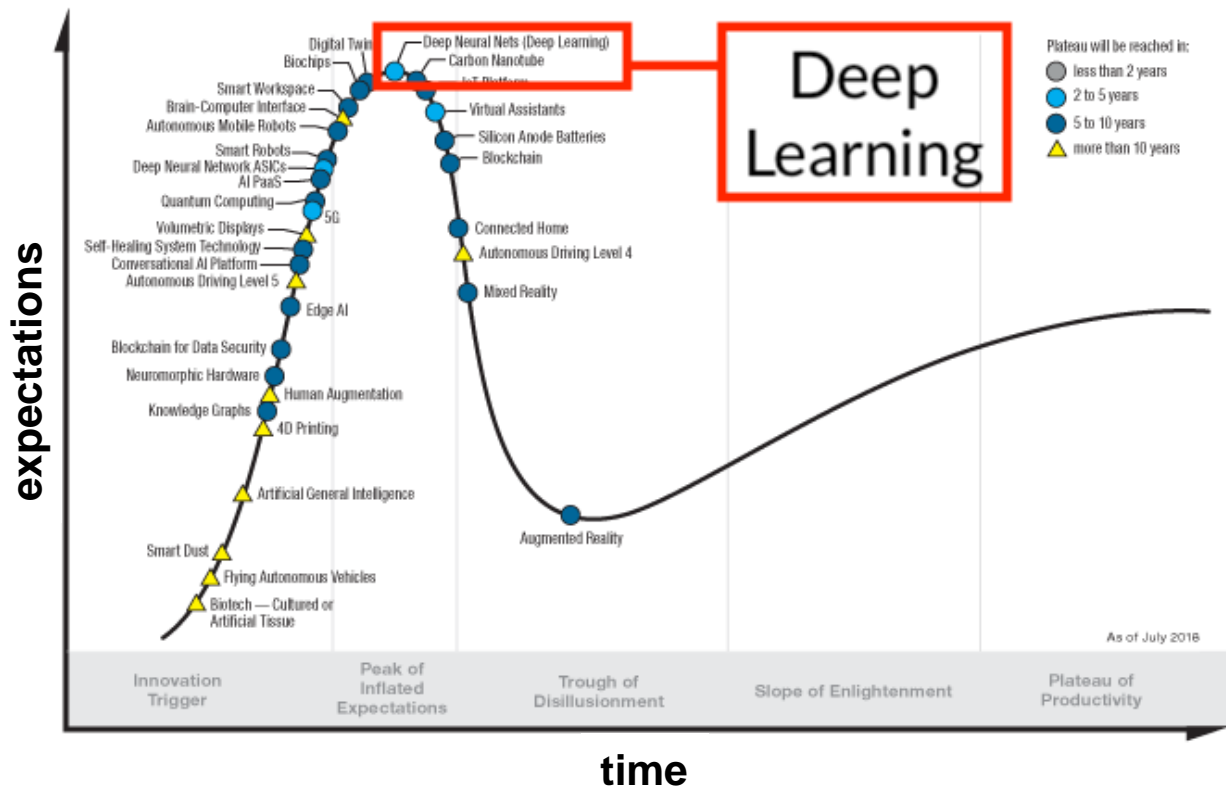 Deep Neural Nets (Deep Learning)
Digital Twin
Carbon Nanotube
Biochips
IoT Platform
Smart Workspace
Brain-Computer Interface
Virtual Assistants
Autonomous Mobile Robots
Silicon Anode Batteries
Smart Robots
Blockchain
Deep Neural Network ASICs
AI PaaS
Quantum Computing
5G
Volumetric Displays
Connected Home
Self-Healing System Technology
Autonomous Driving Level 4
Conversational AI Platform
Autonomous Driving Level 5
Mixed Reality
Edge AI
Blockchain for Data Security
Neuromorphic Hardware
Human Augmentation
Knowledge Graphs
4D Printing
Artificial General Intelligence
Augmented Reality
Smart Dust
Flying Autonomous Vehicles
Biotech — Cultured or
Artificial Tissue
Deep
Learning
Plateau will be reached in:
less than 2 years
2 to 5 years
5 to 10 years
more than 10 years
As of July 2018
expectations
Innovation
Trigger
Peak of
Inflated
Expectations
Trough of
Disillusionment
Slope of Enlightenment
Plateau of
Productivity
time